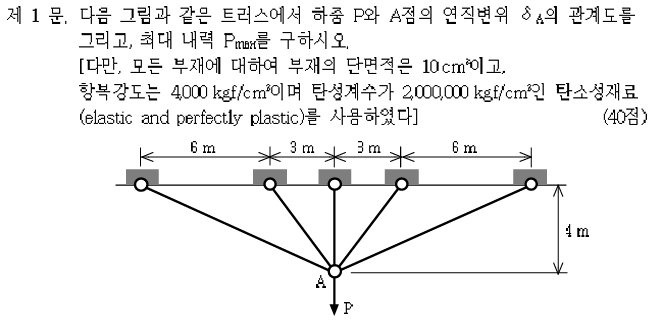 제 1 문. 다음 그림과 같은 트러스에서 하중 P와 A점의 연직변위 δA의 관계도를
그리고, 최대 내력 Pmax를 구하시오.
[다만, 모든 부재에 대하여 부재의 단면적은 10 cm²이고,
항복강도는 4,000 kgf/cm²이며 탄성계수가 2,000,000 kgf/cm²인 탄소성재료
(elastic and perfectly plastic)를 사용하였다] (40점)
6 m 3 m 3 m 6 m
4 m
A
P